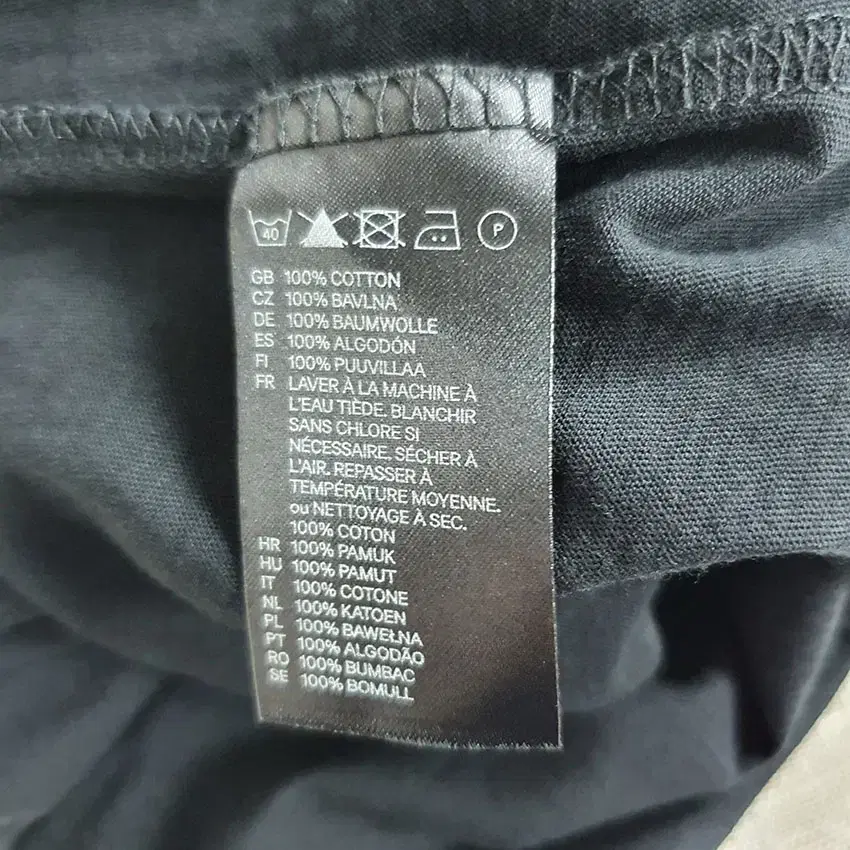 40 P
GB 100% COTTON
CZ 100% BAVLNA
DE 100% BAUMWOLLE
ES 100% ALGODÓN
FI 100% PUUVILLAA
FR LAVER À LA MACHINE À
L'EAU TIÈDE. BLANCHIR
SANS CHLORE SI
NÉCESSAIRE. SÉCHER À
L'AIR. REPASSER À
TEMPÉRATURE MOYENNE.
ou NETTOYAGE À SEC.
100% COTON
HR 100% PAMUK
HU 100% PAMUT
IT 100% COTONE
NL 100% KATOEN
PL 100% BAWEŁNA
PT 100% ALGODÃO
RO 100% BUMBAC
SE 100% BOMULL